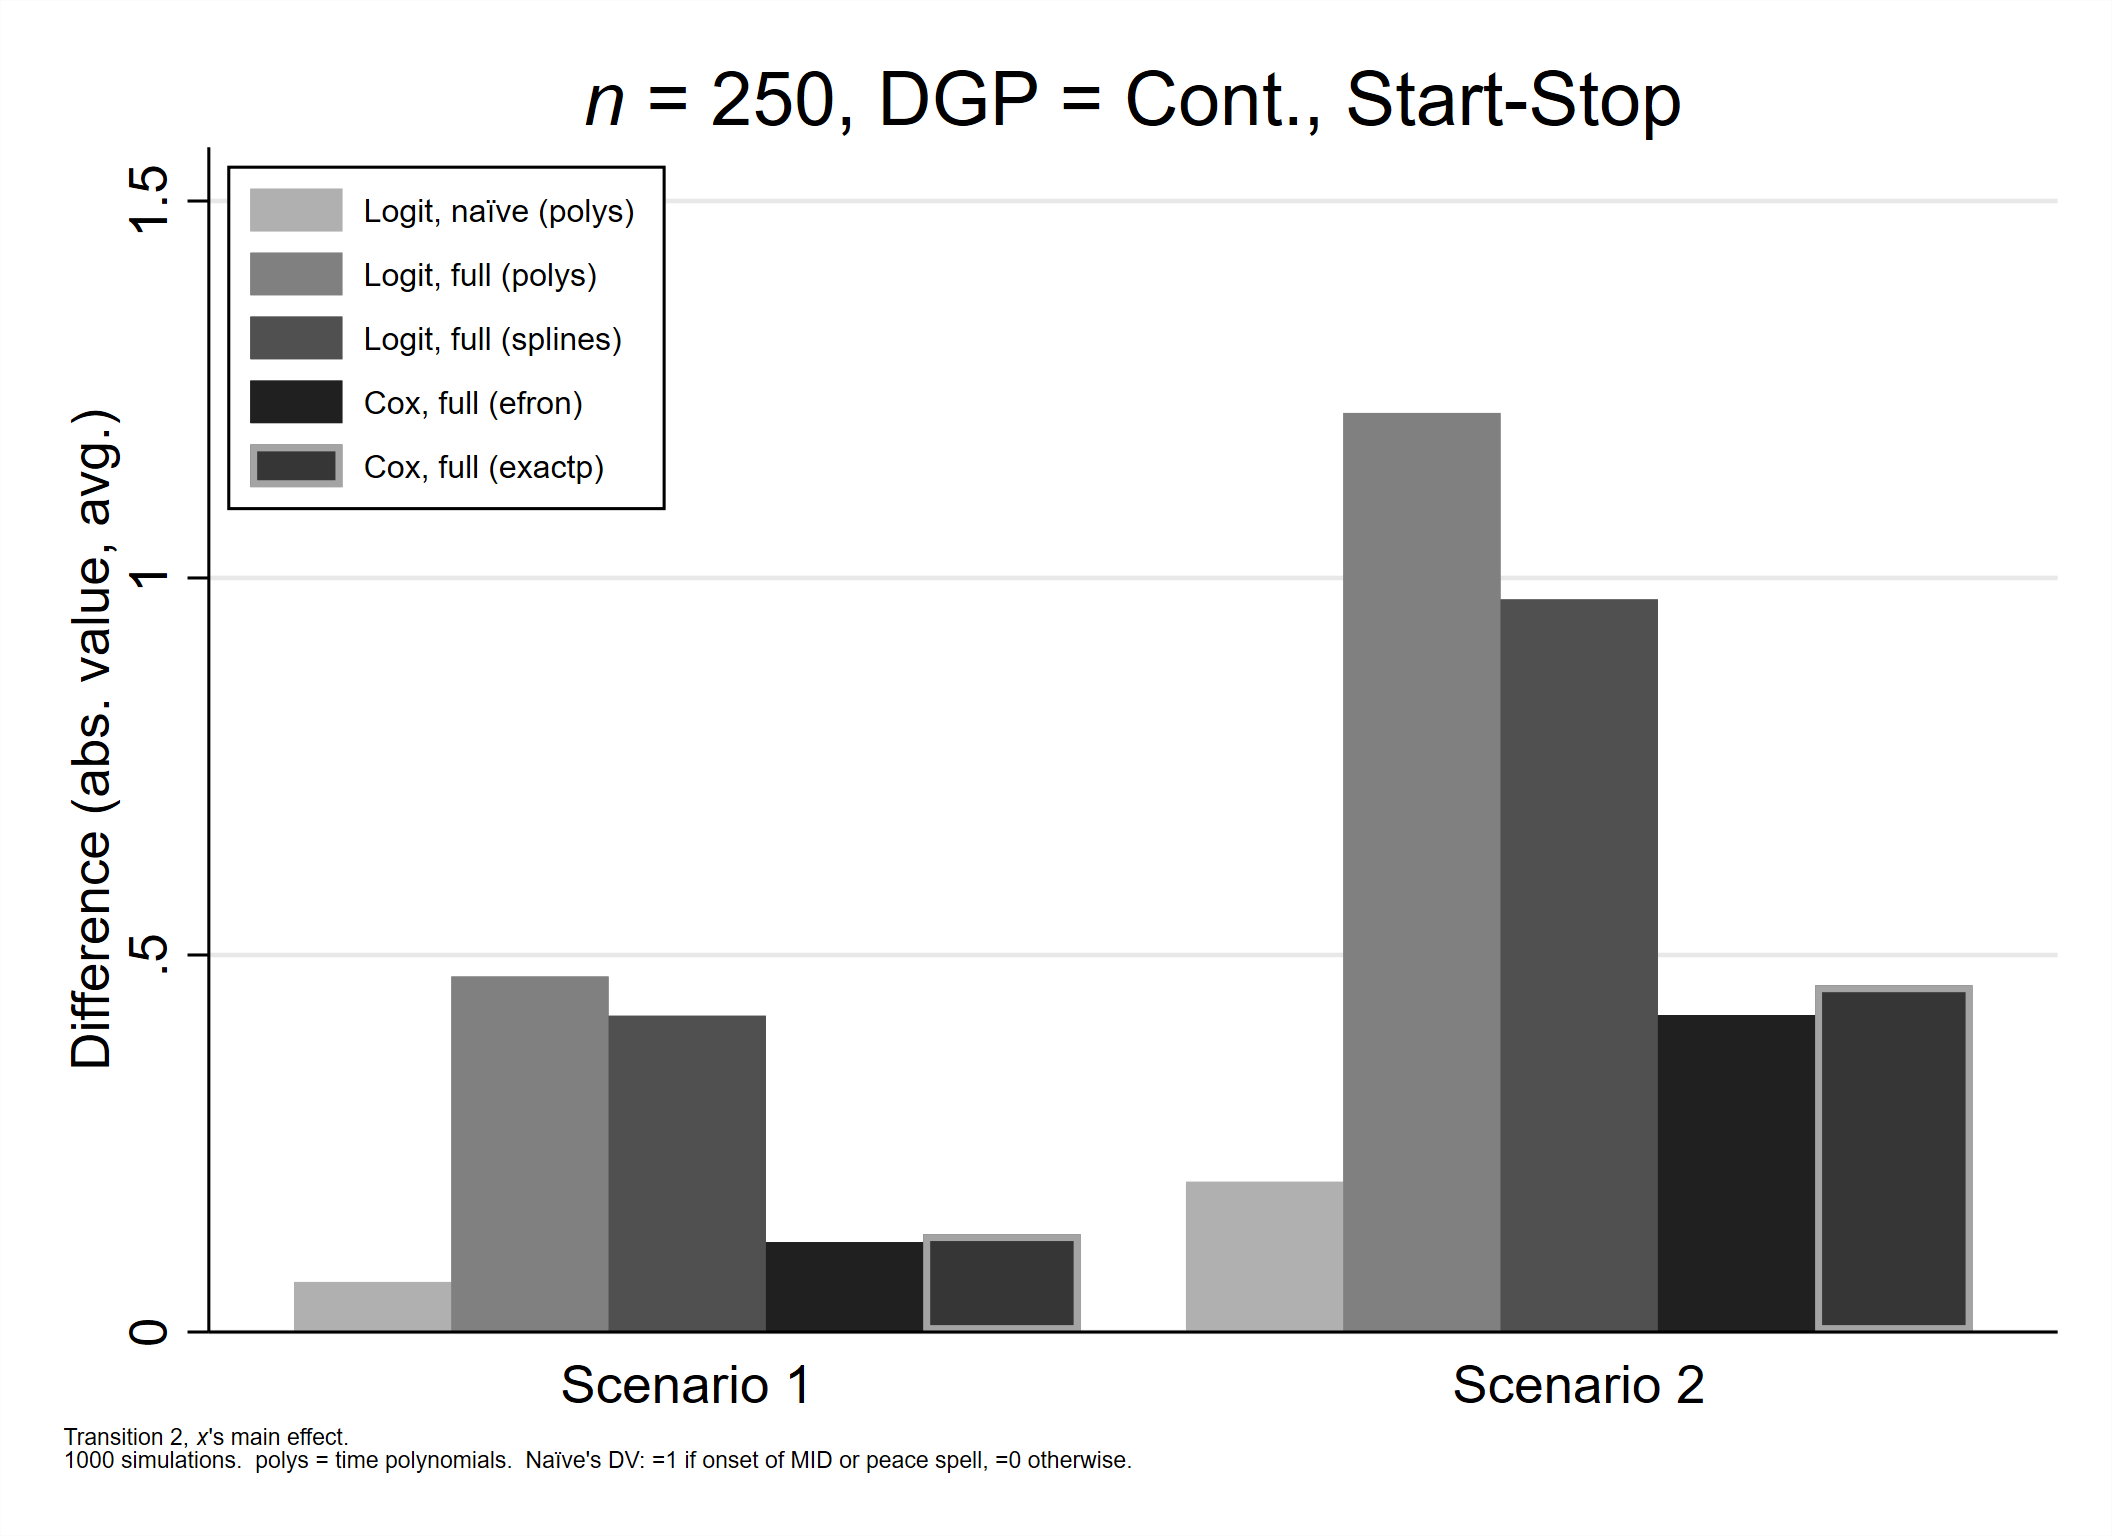 n = 250, DGP = Cont., Start-Stop
Logit, naïve (polys)
Logit, full (polys)
Logit, full (splines)
Cox, full (efron)
Cox, full (exactp)
Difference (abs. value, avg.)
1.5
1
.5
0
Scenario 1
Scenario 2
Transition 2, x's main effect.
1000 simulations.  polys = time polynomials.  Naïve's DV: =1 if onset of MID or peace spell, =0 otherwise.